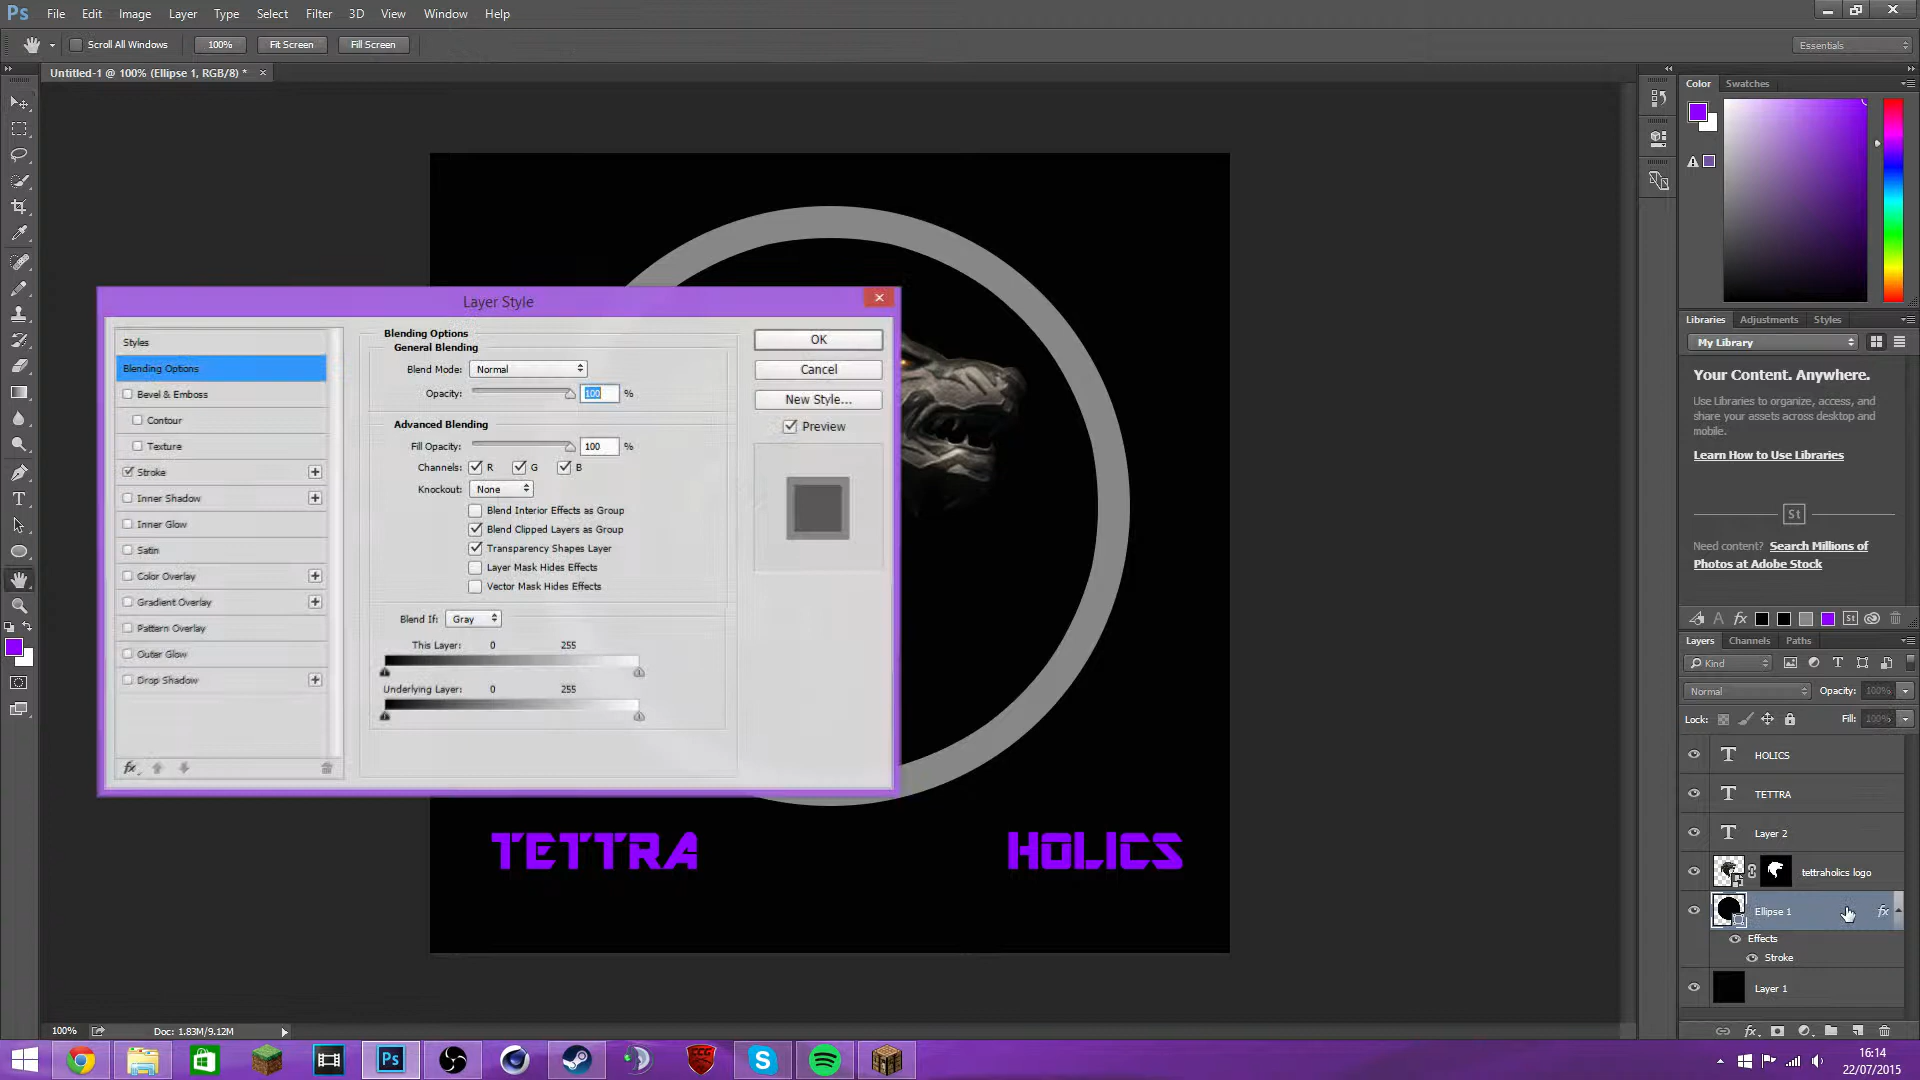 Ps File Edit Image Layer Type Select Filter 3D View Window Help
Scroll All Windows 100% Fit Screen Fill Screen Essentials
Untitled-1 @ 100% (Ellipse 1, RGB/8) * ×
Color Swatches
Layer Style
Styles
Blending Options
Bevel & Emboss
Contour
Texture
Stroke
Inner Shadow
Inner Glow
Satin
Color Overlay
Gradient Overlay
Pattern Overlay
Outer Glow
Drop Shadow
fx
Blending Options
General Blending
Blend Mode: Normal
Opacity: 100 %
Advanced Blending
Fill Opacity: 100 %
Channels: R G B
Knockout: None
Blend Interior Effects as Group
Blend Clipped Layers as Group
Transparency Shapes Layer
Layer Mask Hides Effects
Vector Mask Hides Effects
Blend If: Gray
This Layer: 0 255
Underlying Layer: 0 255
OK
Cancel
New Style...
Preview
TETTRA HOLICS
Libraries Adjustments Styles
My Library
Your Content. Anywhere.
Use Libraries to organize, access, and
share your assets across desktop and
mobile.
Learn How to Use Libraries
St
Need content? Search Millions of
Photos at Adobe Stock
A fx St
Layers Channels Paths
Kind
Normal Opacity: 100%
Lock: Fill: 100%
T HOLICS
T TETTRA
T Layer 2
tettraholics logo
Ellipse 1 fx
Effects
Stroke
Layer 1
fx
100% Doc: 1.83M/9.12M
Ps
16:14
22/07/2015